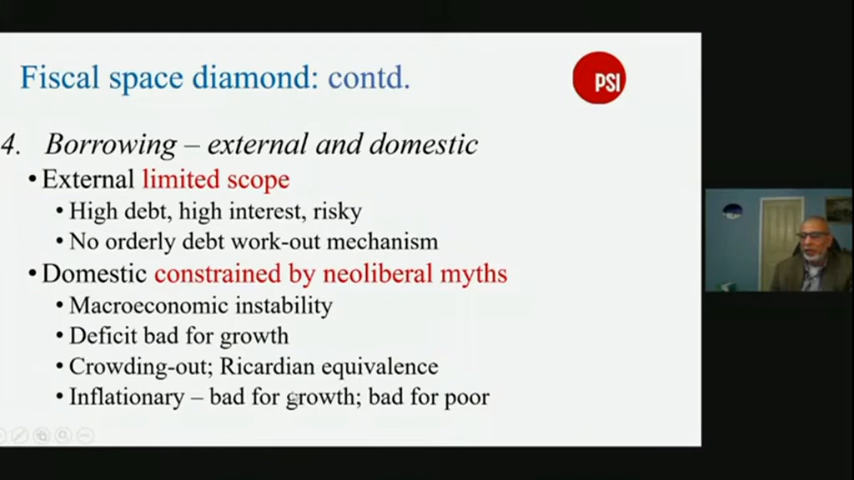 Fiscal space diamond: contd.
PSI
4. Borrowing – external and domestic
• External limited scope
• High debt, high interest, risky
• No orderly debt work-out mechanism
• Domestic constrained by neoliberal myths
• Macroeconomic instability
• Deficit bad for growth
• Crowding-out; Ricardian equivalence
• Inflationary – bad for growth; bad for poor